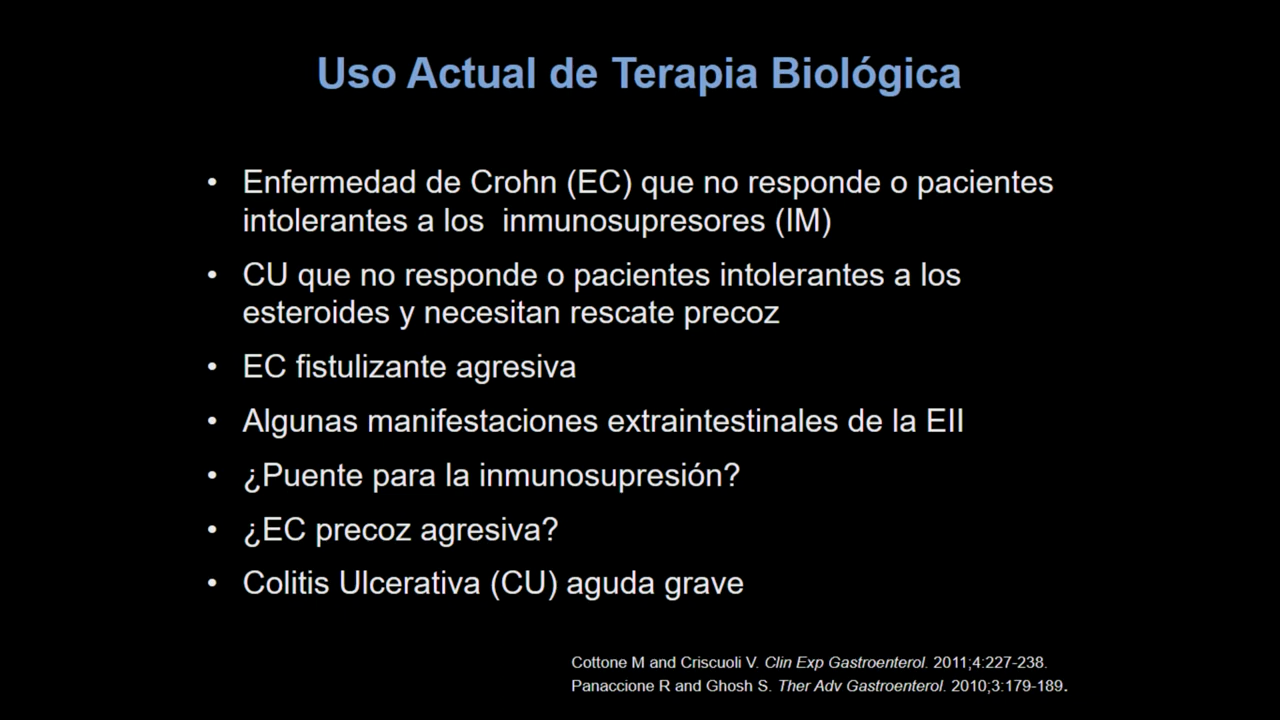 Uso Actual de Terapia Biológica
• Enfermedad de Crohn (EC) que no responde o pacientes
intolerantes a los  inmunosupresores (IM)
• CU que no responde o pacientes intolerantes a los
esteroides y necesitan rescate precoz
• EC fistulizante agresiva
• Algunas manifestaciones extraintestinales de la EII
• ¿Puente para la inmunosupresión?
• ¿EC precoz agresiva?
• Colitis Ulcerativa (CU) aguda grave
Cottone M and Criscuoli V. Clin Exp Gastroenterol. 2011;4:227-238.
Panaccione R and Ghosh S. Ther Adv Gastroenterol. 2010;3:179-189.